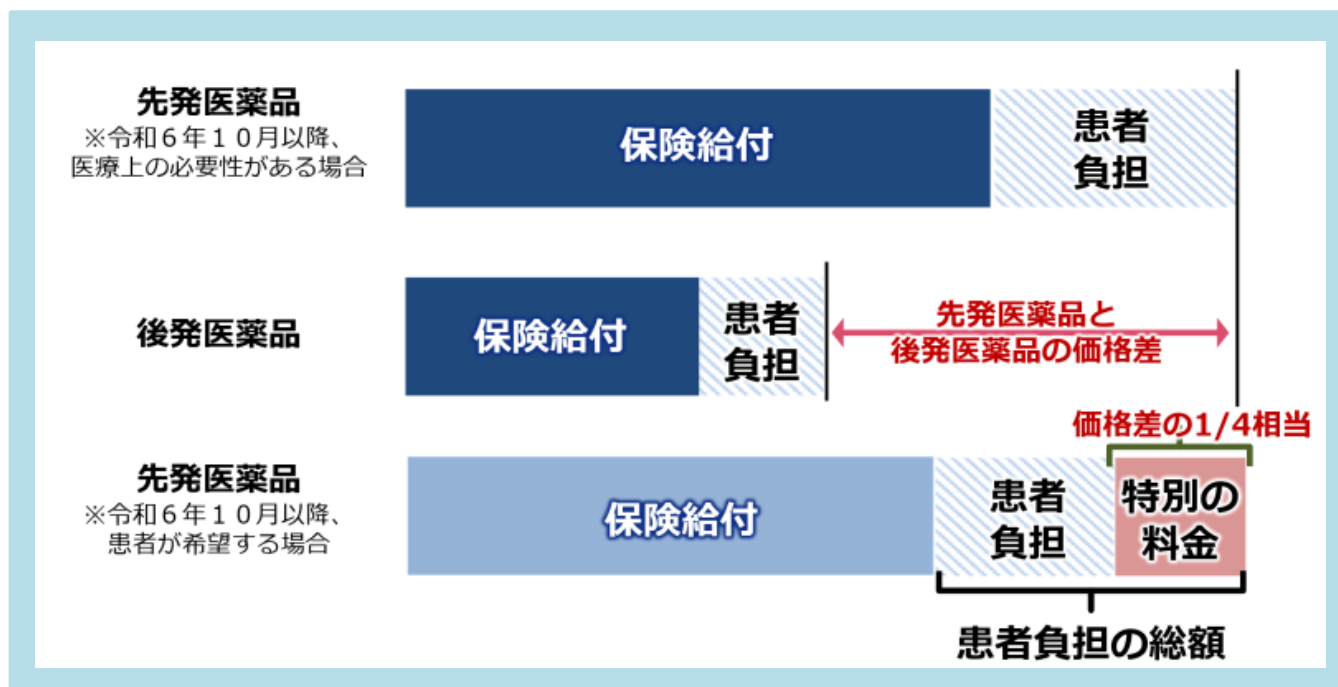 先発医薬品
※令和６年１０月以降、
医療上の必要性がある場合
保険給付
患者
負担
後発医薬品
保険給付
患者
負担
先発医薬品と
後発医薬品の価格差
価格差の1/4相当
先発医薬品
※令和６年１０月以降、
患者が希望する場合
保険給付
患者
負担
特別の
料金
患者負担の総額